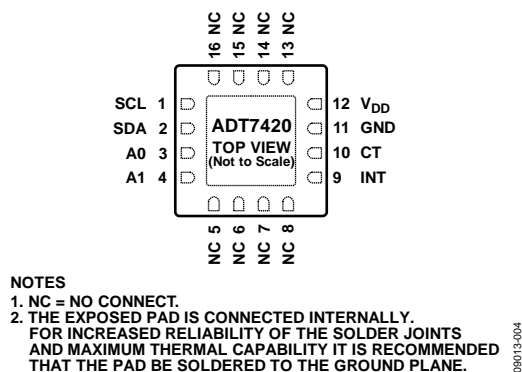 16 NC
15 NC
14 NC
13 NC
SCL 1
SDA 2
A0 3
A1 4
ADT7420
TOP VIEW
(Not to Scale)
12 VDD
11 GND
10 CT
9 INT
NC 5
NC 6
NC 7
NC 8
NOTES
1. NC = NO CONNECT.
2. THE EXPOSED PAD IS CONNECTED INTERNALLY.
FOR INCREASED RELIABILITY OF THE SOLDER JOINTS
AND MAXIMUM THERMAL CAPABILITY IT IS RECOMMENDED
THAT THE PAD BE SOLDERED TO THE GROUND PLANE.
09013-004